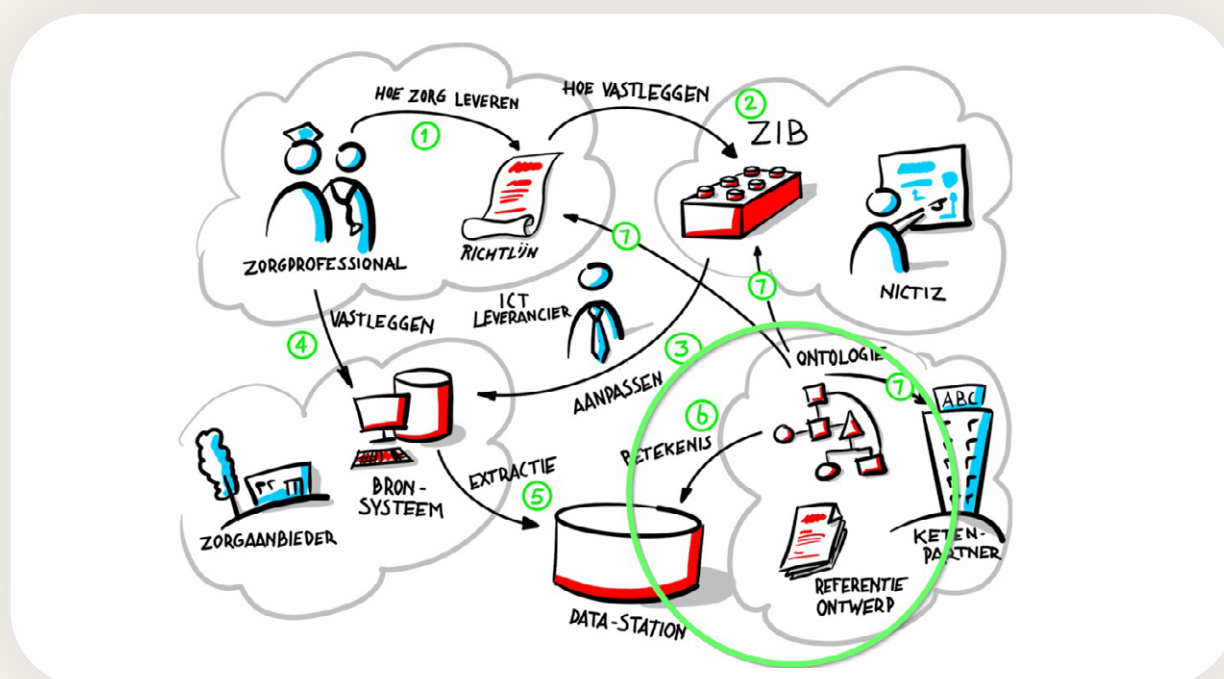 HOE ZORG LEVEREN
1
HOE VASTLEGGEN
2
ZIB
ZORGPROFESSIONAL
RICHTLIJN
7
NICTIZ
7
ICT
LEVERANCIER
VASTLEGGEN
4
3
AANPASSEN
ONTOLOGIE
7
ABC
6
BETEKENIS
EXTRACTIE
5
BRON-
SYSTEEM
ZORGAANBIEDER
KETEN-
PARTNER
REFERENTIE
ONTWERP
DATA-STATION